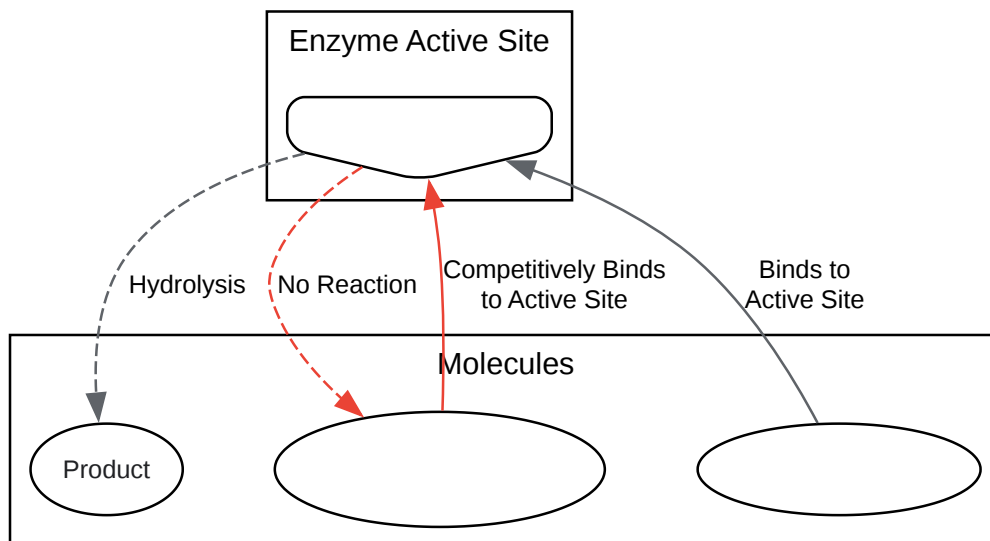 Enzyme Active Site
Hydrolysis
No Reaction
Competitively Binds
to Active Site
Binds to
Active Site
Molecules
Product